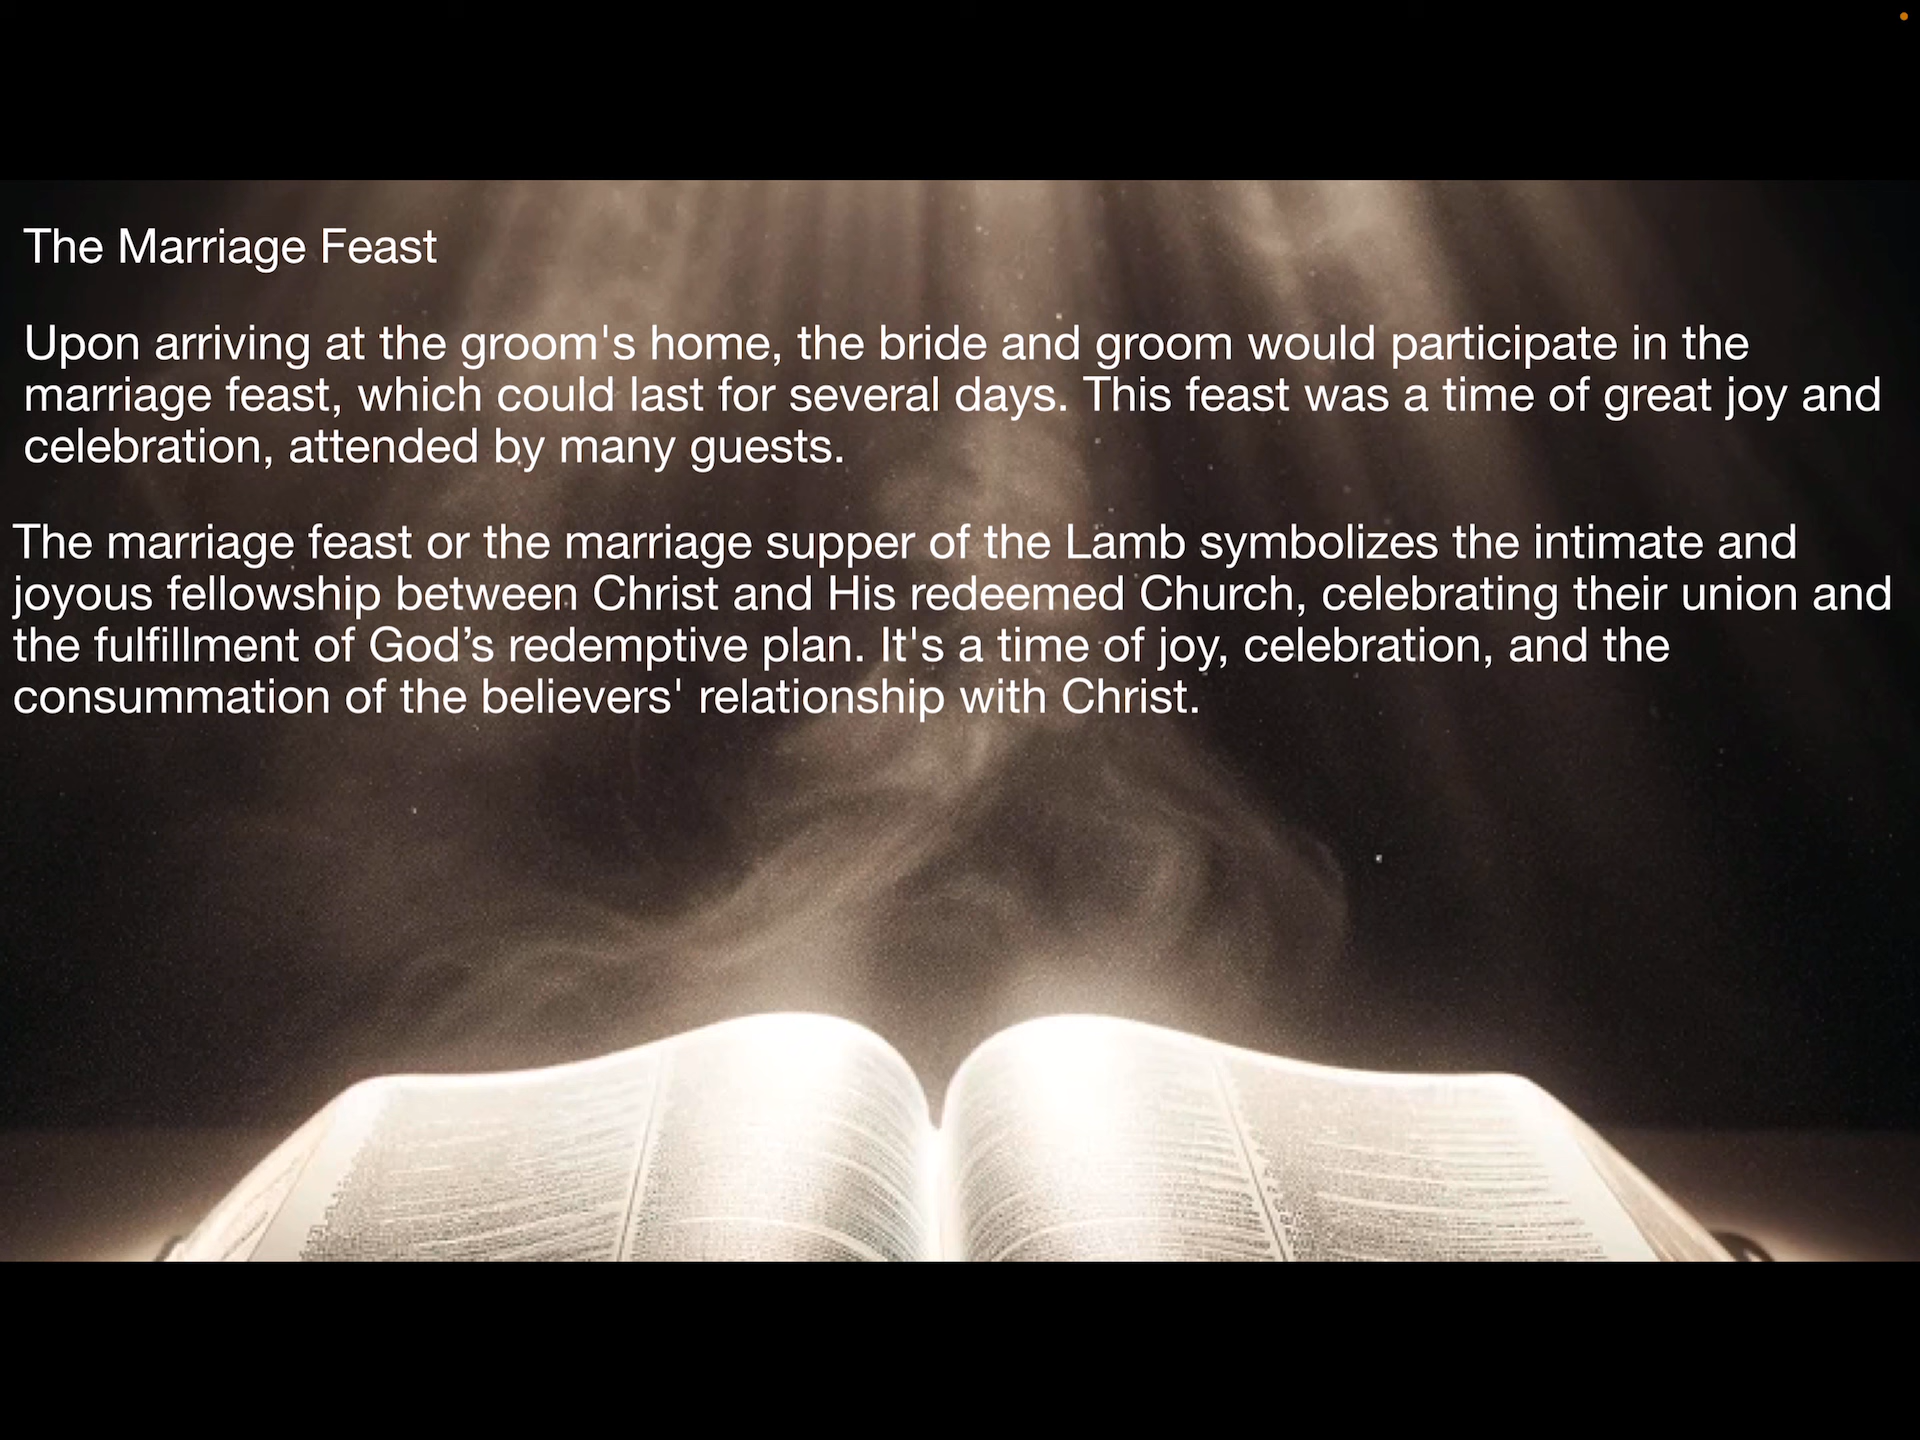 The Marriage Feast
Upon arriving at the groom's home, the bride and groom would participate in the
marriage feast, which could last for several days. This feast was a time of great joy and
celebration, attended by many guests.
The marriage feast or the marriage supper of the Lamb symbolizes the intimate and
joyous fellowship between Christ and His redeemed Church, celebrating their union and
the fulfillment of God’s redemptive plan. It's a time of joy, celebration, and the
consummation of the believers' relationship with Christ.